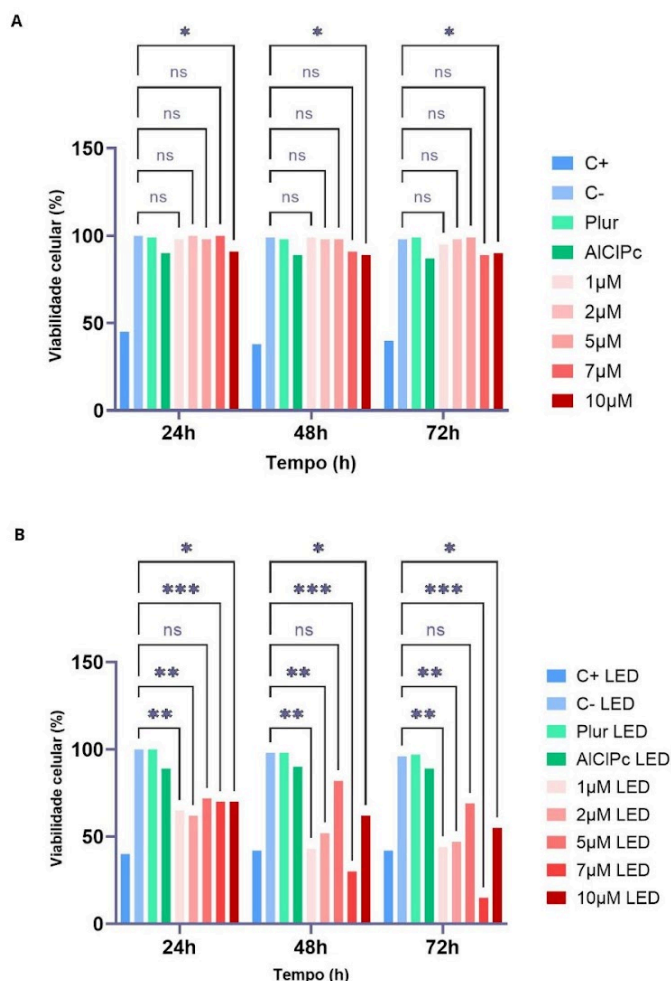 A
* * *
ns ns ns
ns ns ns
ns ns ns
ns ns ns
Viabilidade celular (%)
150
100
50
0
24h 48h 72h
Tempo (h)
C+
C-
Plur
AlClPc
1µM
2µM
5µM
7µM
10µM
B
* * *
*** *** ***
ns ns ns
** ** **
** ** **
Viabilidade celular (%)
150
100
50
0
24h 48h 72h
Tempo (h)
C+ LED
C- LED
Plur LED
AlClPc LED
1µM LED
2µM LED
5µM LED
7µM LED
10µM LED